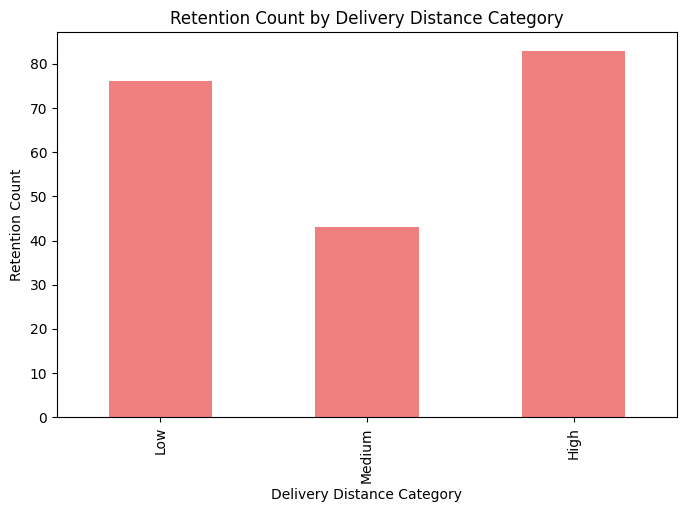 Retention Count by Delivery Distance Category
80
70
60
50
40
30
20
10
0
Retention Count
Low
Medium
High
Delivery Distance Category